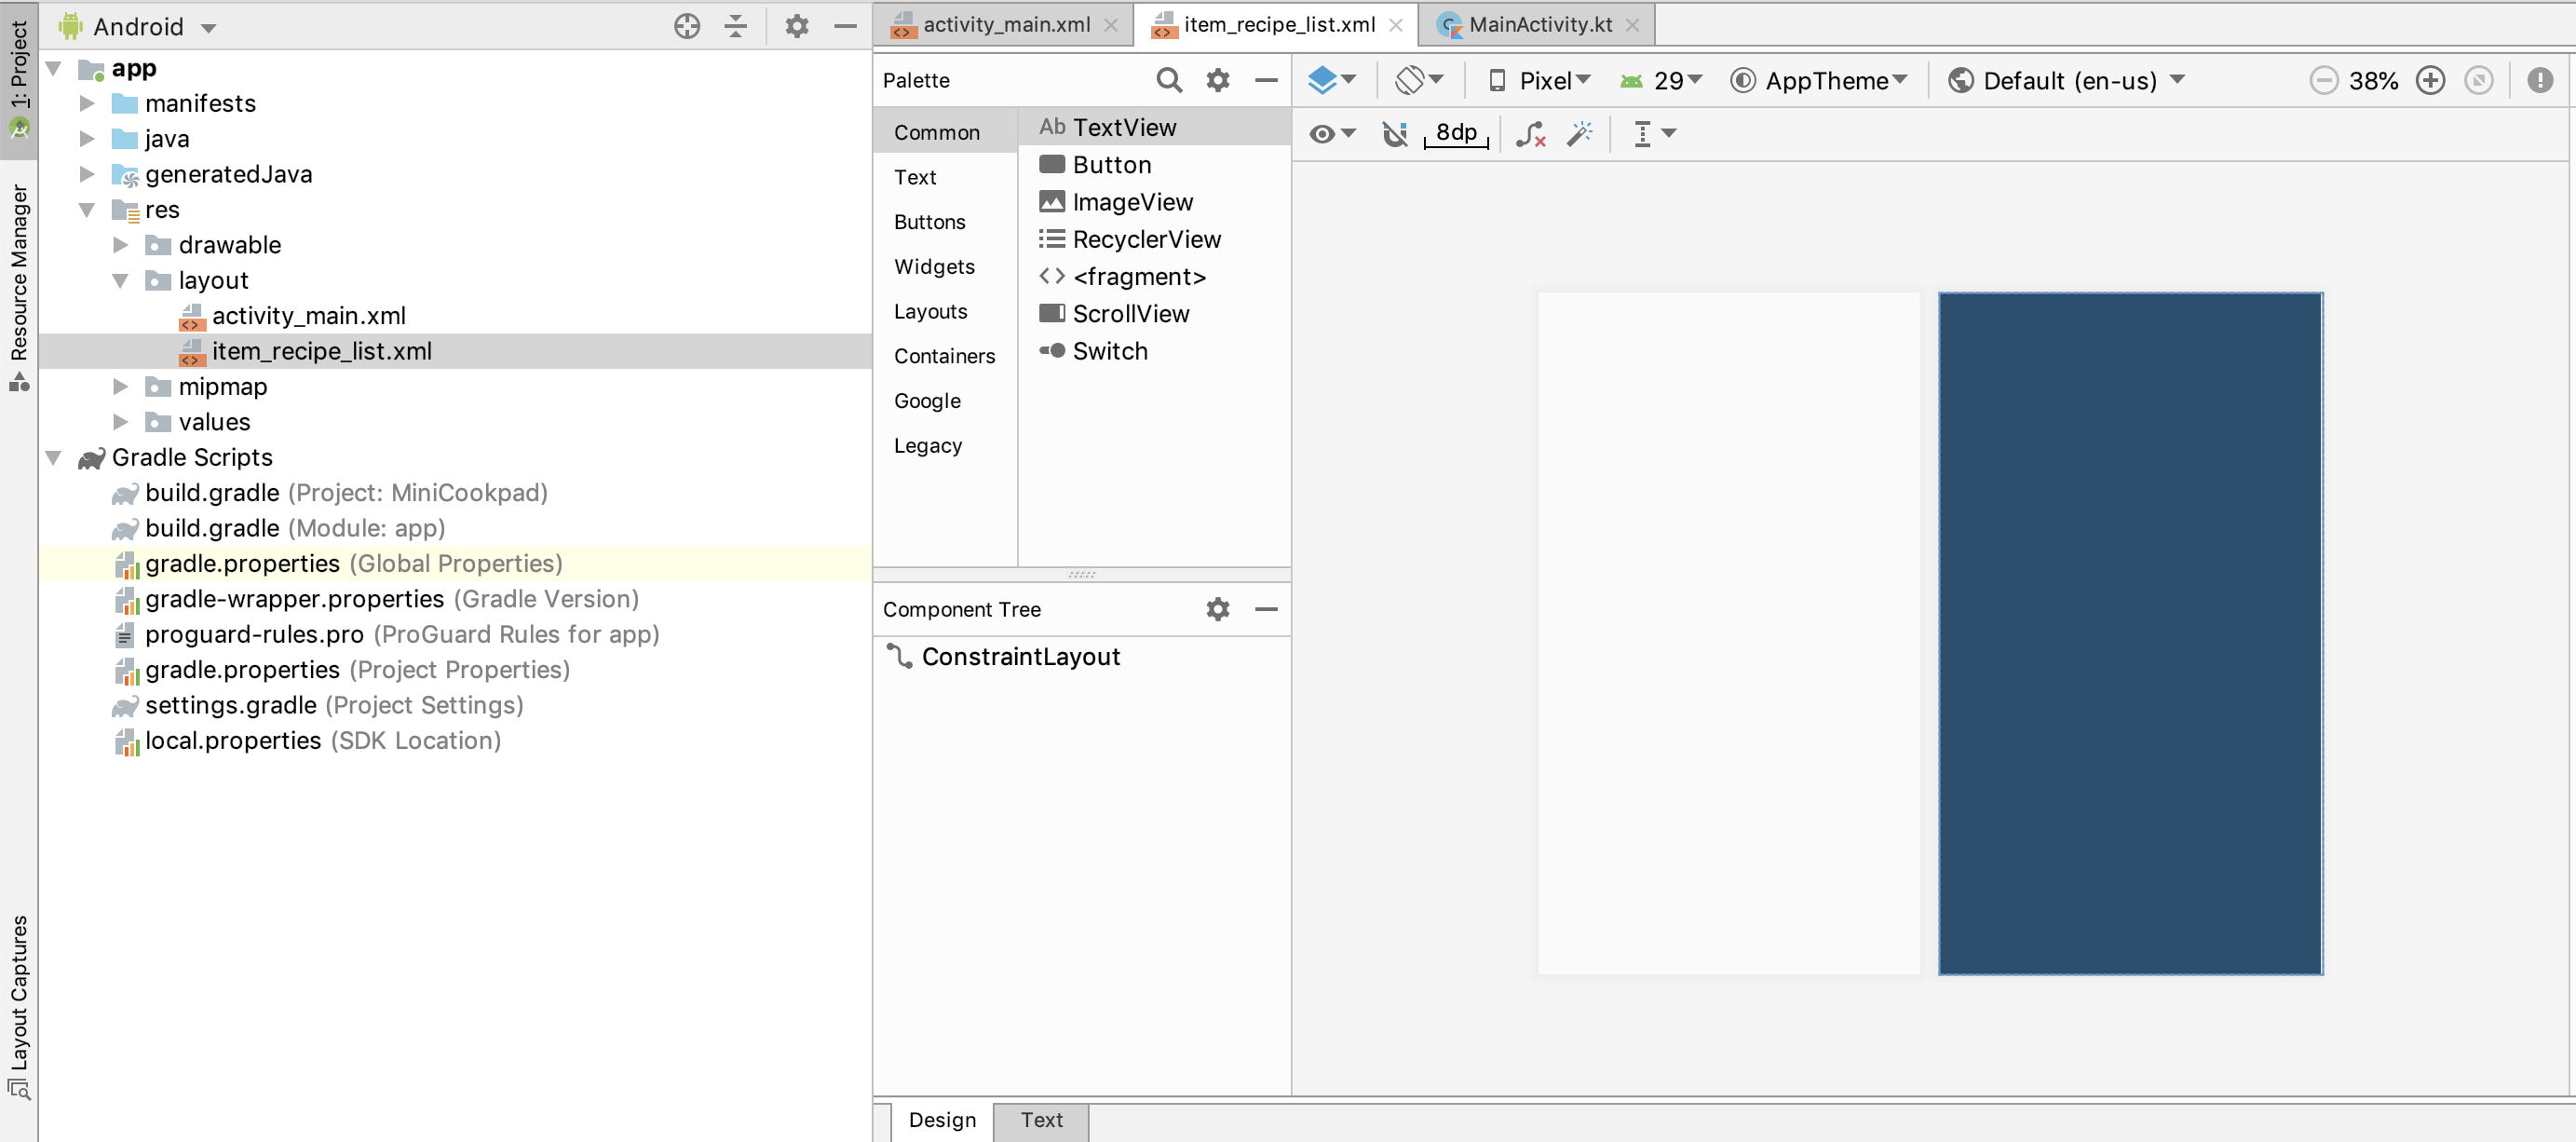 1: Project
Resource Manager
Layout Captures
Android
app
manifests
java
generatedJava
res
drawable
layout
activity_main.xml
item_recipe_list.xml
mipmap
values
Gradle Scripts
build.gradle (Project: MiniCookpad)
build.gradle (Module: app)
gradle.properties (Global Properties)
gradle-wrapper.properties (Gradle Version)
proguard-rules.pro (ProGuard Rules for app)
gradle.properties (Project Properties)
settings.gradle (Project Settings)
local.properties (SDK Location)
activity_main.xml item_recipe_list.xml MainActivity.kt
Palette
Common
Text
Buttons
Widgets
Layouts
Containers
Google
Legacy
Ab TextView
Button
ImageView
RecyclerView
<fragment>
ScrollView
Switch
Component Tree
ConstraintLayout
Pixel 29 AppTheme Default (en-us) 38%
8dp
Design Text